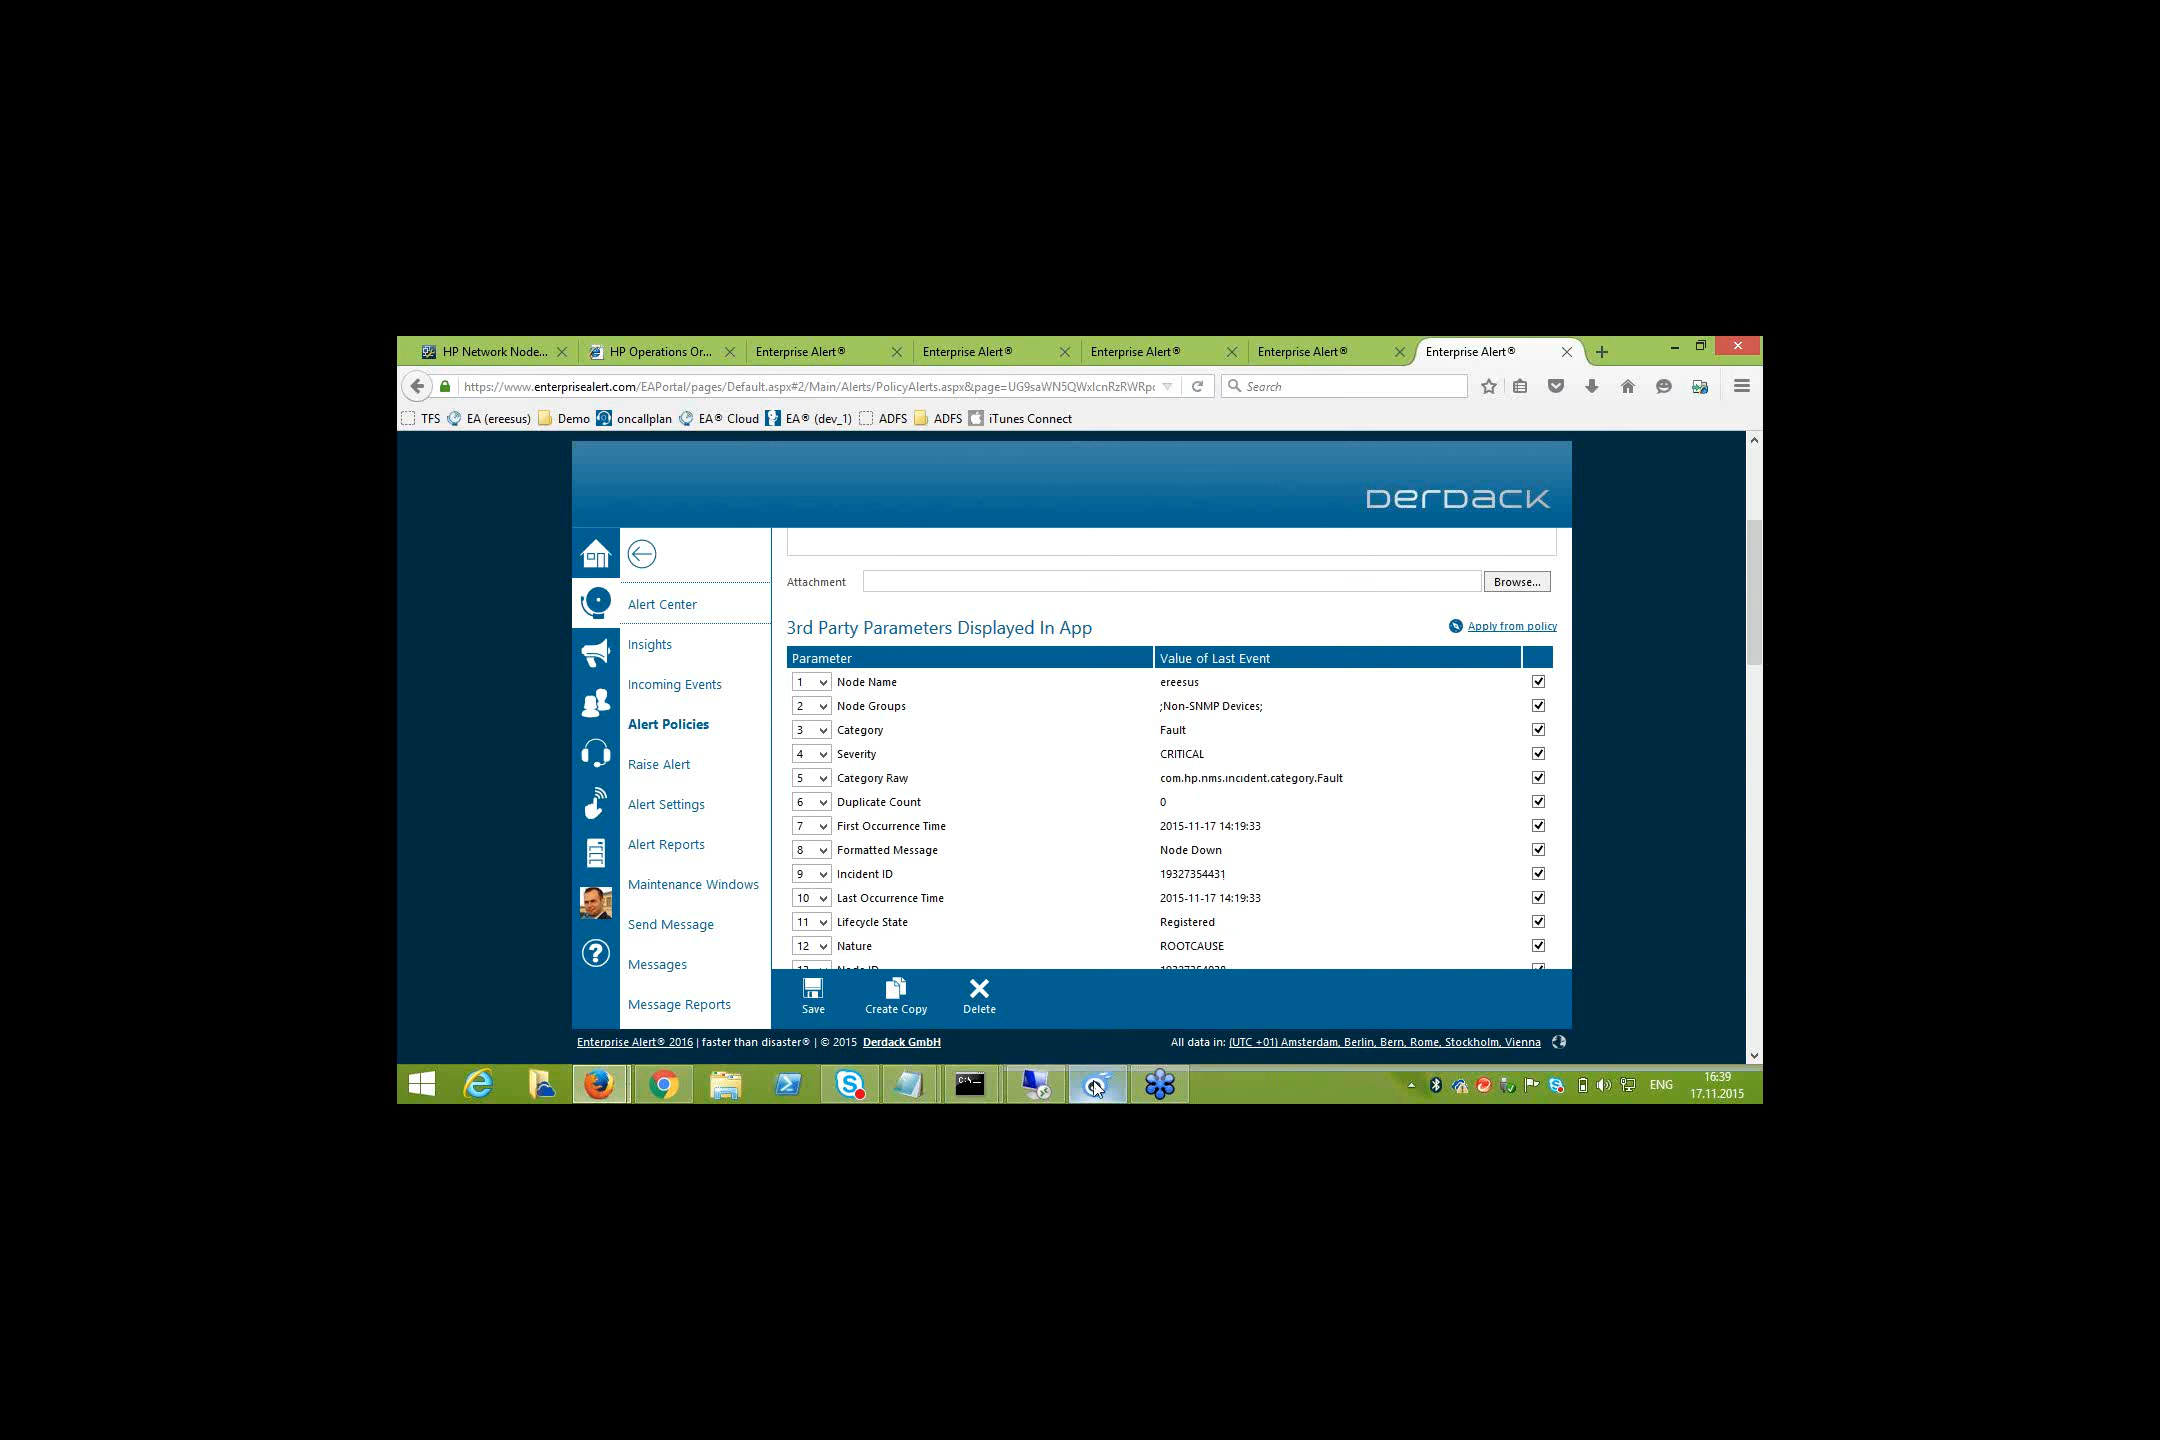 HP Network Node...
HP Operations Or...
Enterprise Alert®
Enterprise Alert®
Enterprise Alert®
Enterprise Alert®
Enterprise Alert®
https://www.enterprisealert.com/EAPortal/pages/Default.aspx#2/Main/Alerts/PolicyAlerts.aspx&page=UG9saWN5QWxlcnRzRWRpc
Search
TFS EA (ereesus) Demo oncallplan EA® Cloud EA® (dev_1) ADFS ADFS iTunes Connect
DERDACK
Alert Center
Insights
Incoming Events
Alert Policies
Raise Alert
Alert Settings
Alert Reports
Maintenance Windows
Send Message
Messages
Message Reports
Attachment Browse...
3rd Party Parameters Displayed In App Apply from policy
Parameter Value of Last Event
1 Node Name ereesus
2 Node Groups ;Non-SNMP Devices;
3 Category Fault
4 Severity CRITICAL
5 Category Raw com.hp.nms.incident.category.Fault
6 Duplicate Count 0
7 First Occurrence Time 2015-11-17 14:19:33
8 Formatted Message Node Down
9 Incident ID 19327354431
10 Last Occurrence Time 2015-11-17 14:19:33
11 Lifecycle State Registered
12 Nature ROOTCAUSE
Save Create Copy Delete
Enterprise Alert® 2016 | faster than disaster® | © 2015 Derdack GmbH
All data in: (UTC +01) Amsterdam, Berlin, Bern, Rome, Stockholm, Vienna
ENG
16:39
17.11.2015